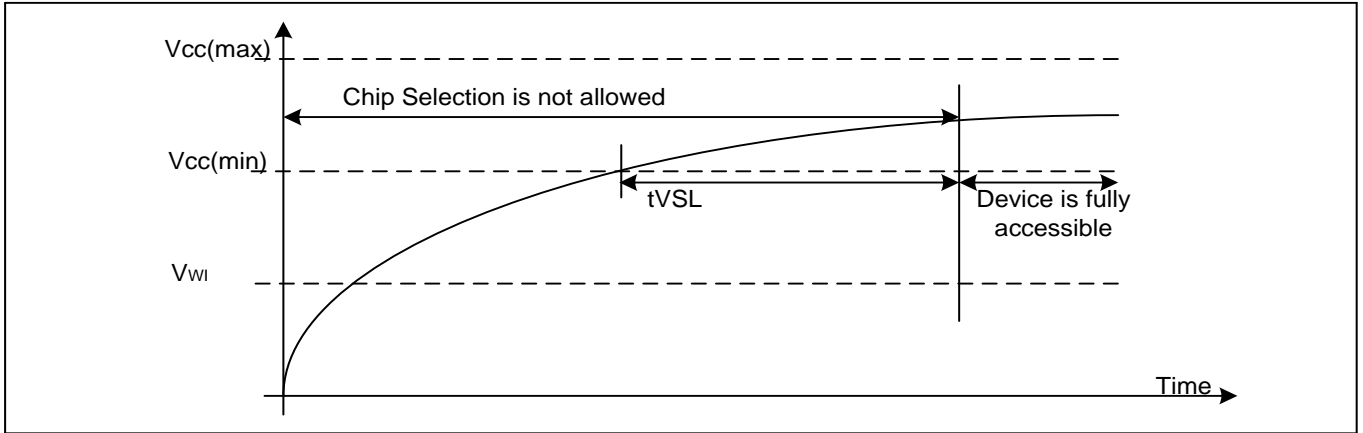 Vcc(max)
Chip Selection is not allowed
Vcc(min)
tVSL
Device is fully
accessible
VWI
Time